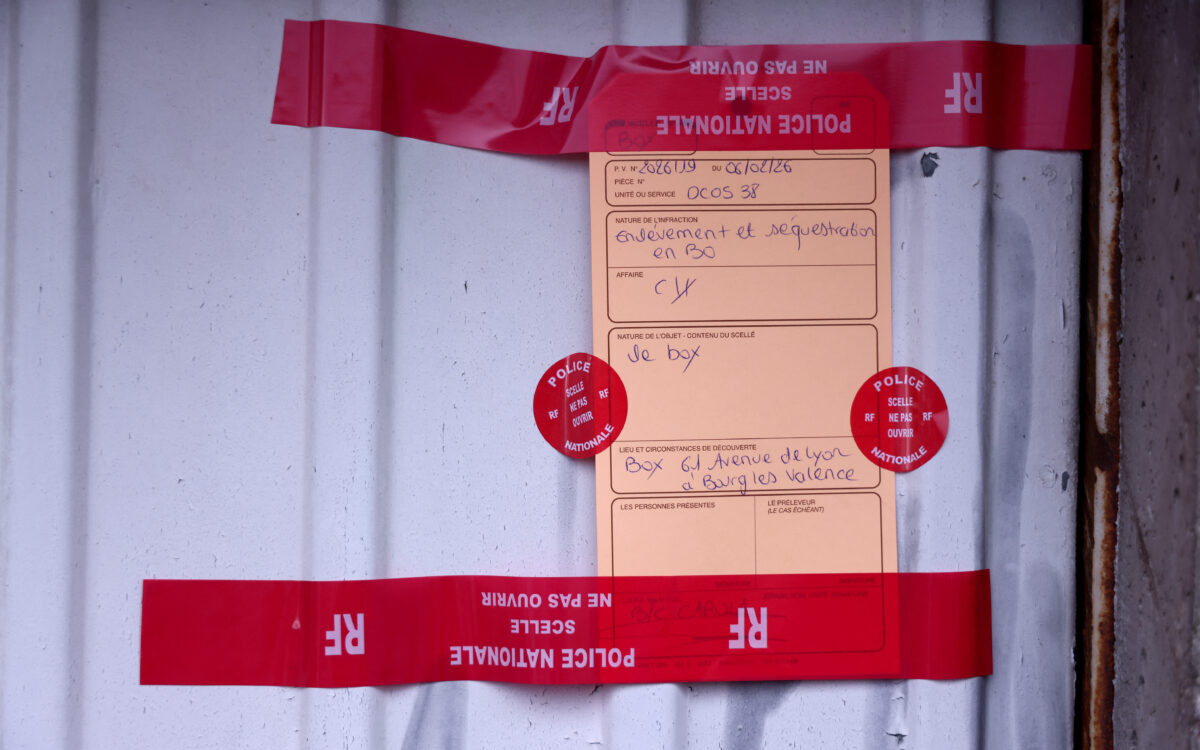 NE PAS OUVRIR
SCELLE
POLICE NATIONALE
RF
RF
Box
P. V. N° 2026/19 DU 06/02/26
PIÈCE N°
UNITÉ OU SERVICE DCOS 38
NATURE DE L'INFRACTION
Enlévement et séquestration
en BO
AFFAIRE
C/X
NATURE DE L'OBJET - CONTENU DU SCELLÉ
le box
POLICE
SCELLE
NE PAS
OUVRIR
RF
RF
NATIONALE
POLICE
SCELLE
RF NE PAS RF
OUVRIR
NATIONALE
LIEU ET CIRCONSTANCES DE DÉCOUVERTE
Box 61 Avenue de Lyon
à Bourg les Valence
LES PERSONNES PRÉSENTES
LE PRÉLEVEUR
(LE CAS ÉCHÉANT)
NE PAS OUVRIR
SCELLE
POLICE NATIONALE
RF
RF
B/C